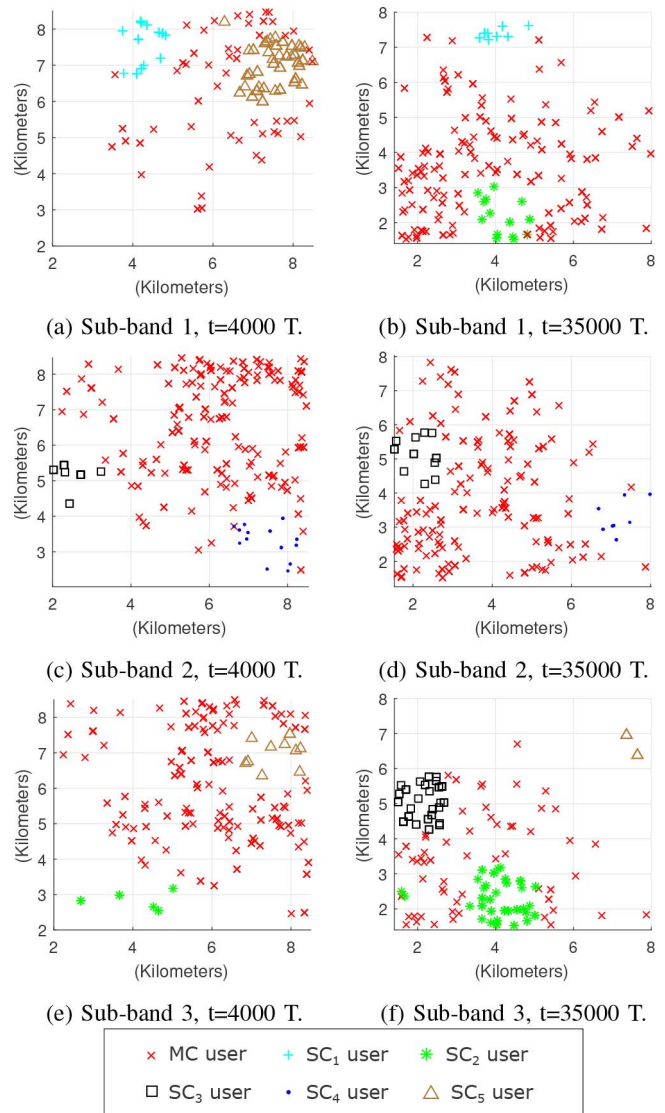 8
7
6
5
4
3
2
(Kilometers)
2 4 6 8
(Kilometers)
(a) Sub-band 1, t=4000 T.
8
7
6
5
4
3
2
(Kilometers)
2 4 6 8
(Kilometers)
(b) Sub-band 1, t=35000 T.
8
7
6
5
4
3
(Kilometers)
2 4 6 8
(Kilometers)
(c) Sub-band 2, t=4000 T.
8
7
6
5
4
3
2
(Kilometers)
2 4 6 8
(Kilometers)
(d) Sub-band 2, t=35000 T.
8
7
6
5
4
3
2
(Kilometers)
2 4 6 8
(Kilometers)
(e) Sub-band 3, t=4000 T.
8
7
6
5
4
3
2
(Kilometers)
2 4 6 8
(Kilometers)
(f) Sub-band 3, t=35000 T.
MC user SC₁ user SC₂ user
SC₃ user SC₄ user SC₅ user